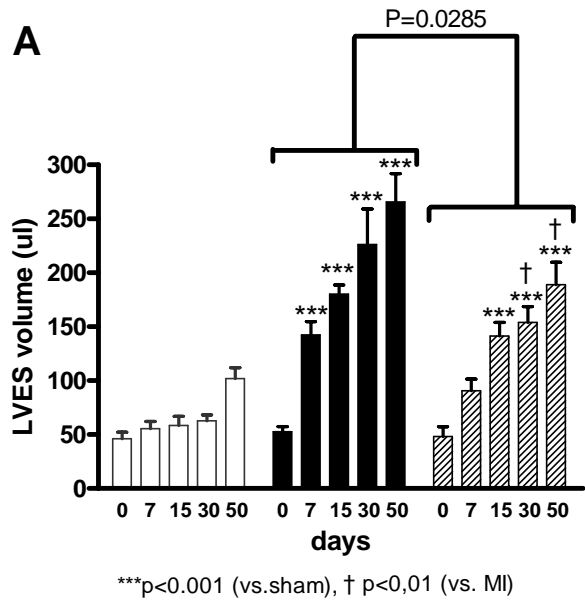 P=0.0285
A
***
***
***
***
†
***
†
***
***
300
250
200
150
100
50
0
LVES volume (ul)
0 7 15 30 50 0 7 15 30 50 0 7 15 30 50
days
***p<0.001 (vs.sham), † p<0,01 (vs. MI)